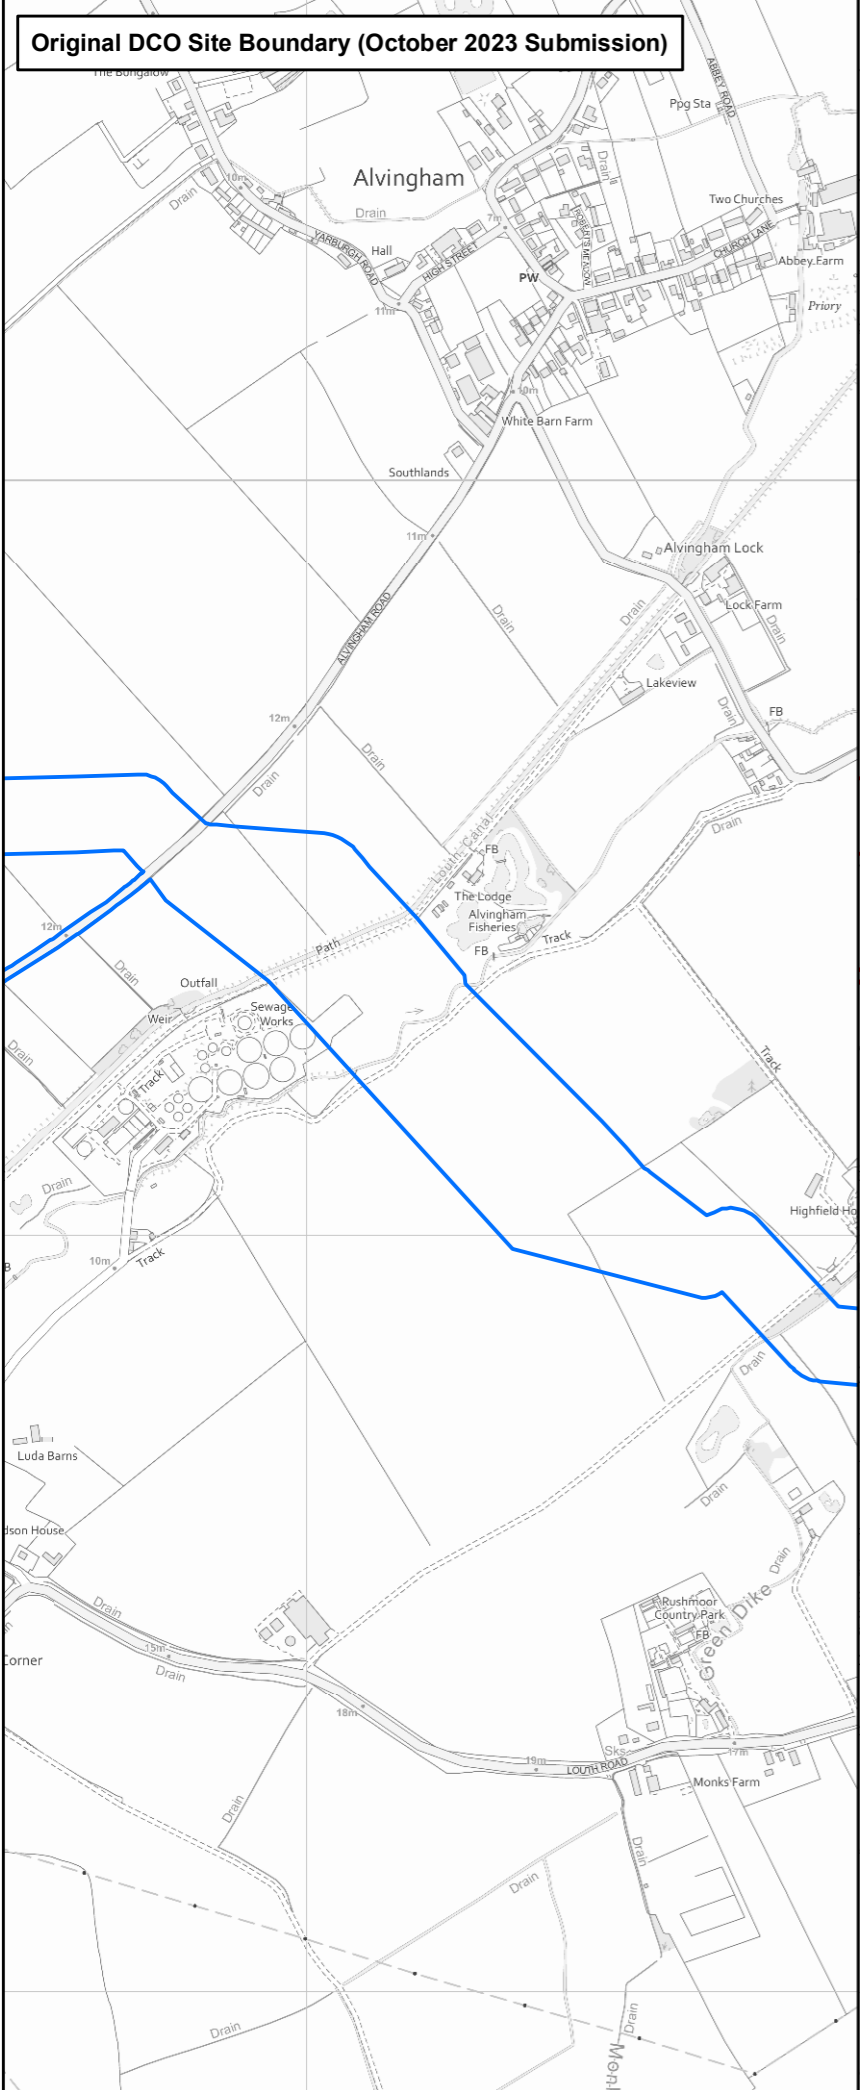 Original DCO Site Boundary (October 2023 Submission)
The Bungalow
ABBEY ROAD
Ppg Sta
Drain
Alvingham
10m
Drain
Drain
Two Churches
7m
ROBERTS MEADOW
CHURCH LANE
YARBURGH ROAD
Hall
HIGH STREET
Abbey Farm
PW
Priory
11m
10m
White Barn Farm
Southlands
11m
Alvingham Lock
Lock Farm
Drain
Drain
Drain
ALVINGHAM ROAD
Lakeview
Drain
FB
12m
Drain
Drain
Drain
Louth Canal
FB
The Lodge
Alvingham
Fisheries
12m
Path
Track
FB
Drain
Outfall
Sewage
Works
Weir
Drain
Track
Track
Drain
Highfield Ho
10m
Track
B
Drain
Luda Barns
Drain
dson House
Drain
Drain
Rushmoor
Country Park
FB
Green Dike
15m
Drain
Corner
18m
17m
Sks
19m
LOUTH ROAD
Monks Farm
Drain
Drain
Drain
Drain
Drain
Monl